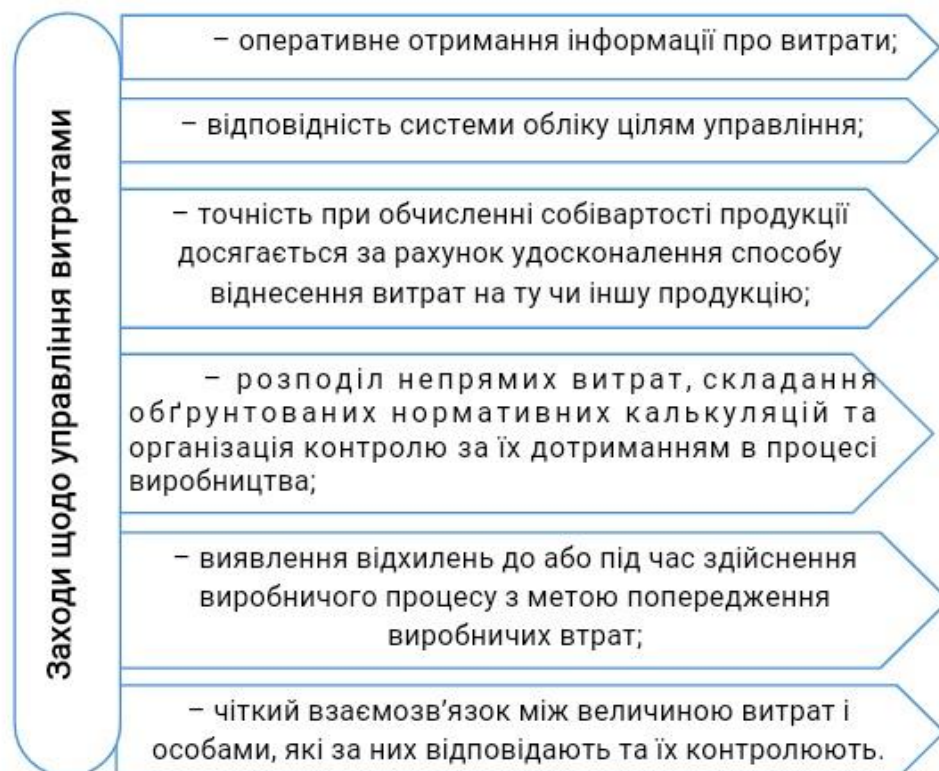 Заходи щодо управління витратами
– оперативне отримання інформації про витрати;
– відповідність системи обліку цілям управління;
– точність при обчисленні собівартості продукції
досягається за рахунок удосконалення способу
віднесення витрат на ту чи іншу продукцію;
– розподіл непрямих витрат, складання
обґрунтованих нормативних калькуляцій та
організація контролю за їх дотриманням в процесі
виробництва;
– виявлення відхилень до або під час здійснення
виробничого процесу з метою попередження
виробничих втрат;
– чіткий взаємозв’язок між величиною витрат і
особами, які за них відповідають та їх контролюють.